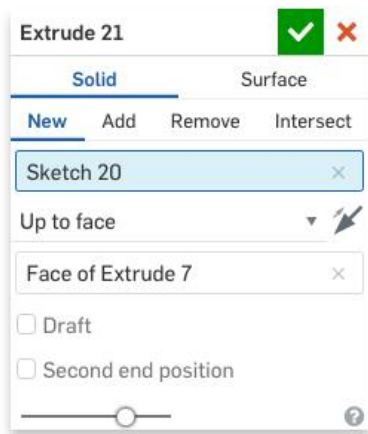 Extrude 21
Solid Surface
New Add Remove Intersect
Sketch 20
Up to face
Face of Extrude 7
Draft
Second end position
?